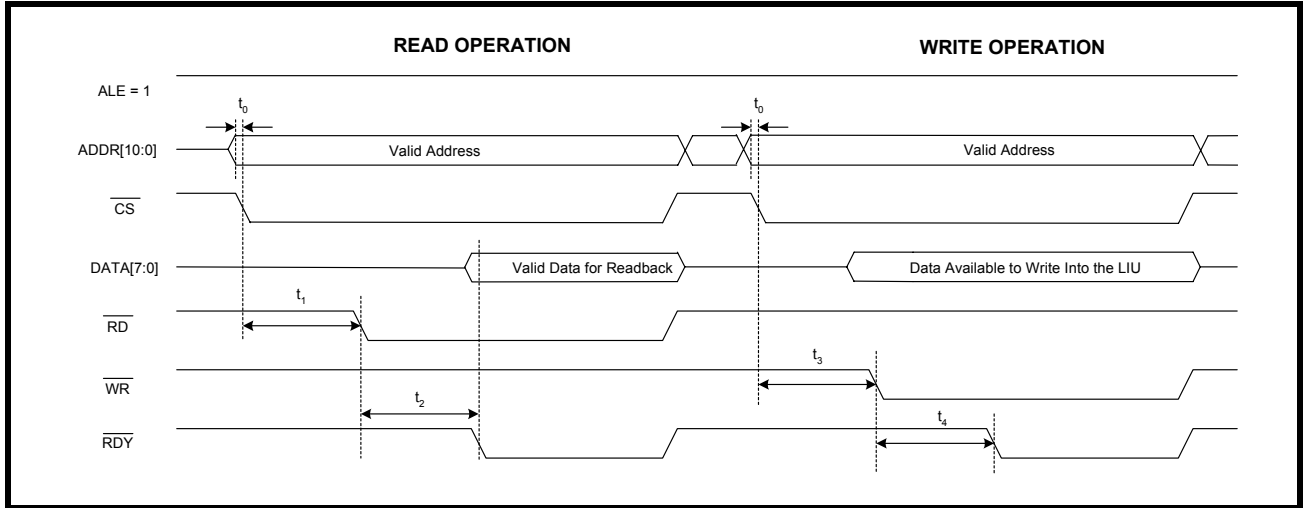 READ OPERATION WRITE OPERATION
ALE = 1
t0 t0
ADDR[10:0] Valid Address Valid Address
CS
DATA[7:0] Valid Data for Readback Data Available to Write Into the LIU
t1
RD
t3
WR
t2 t4
RDY